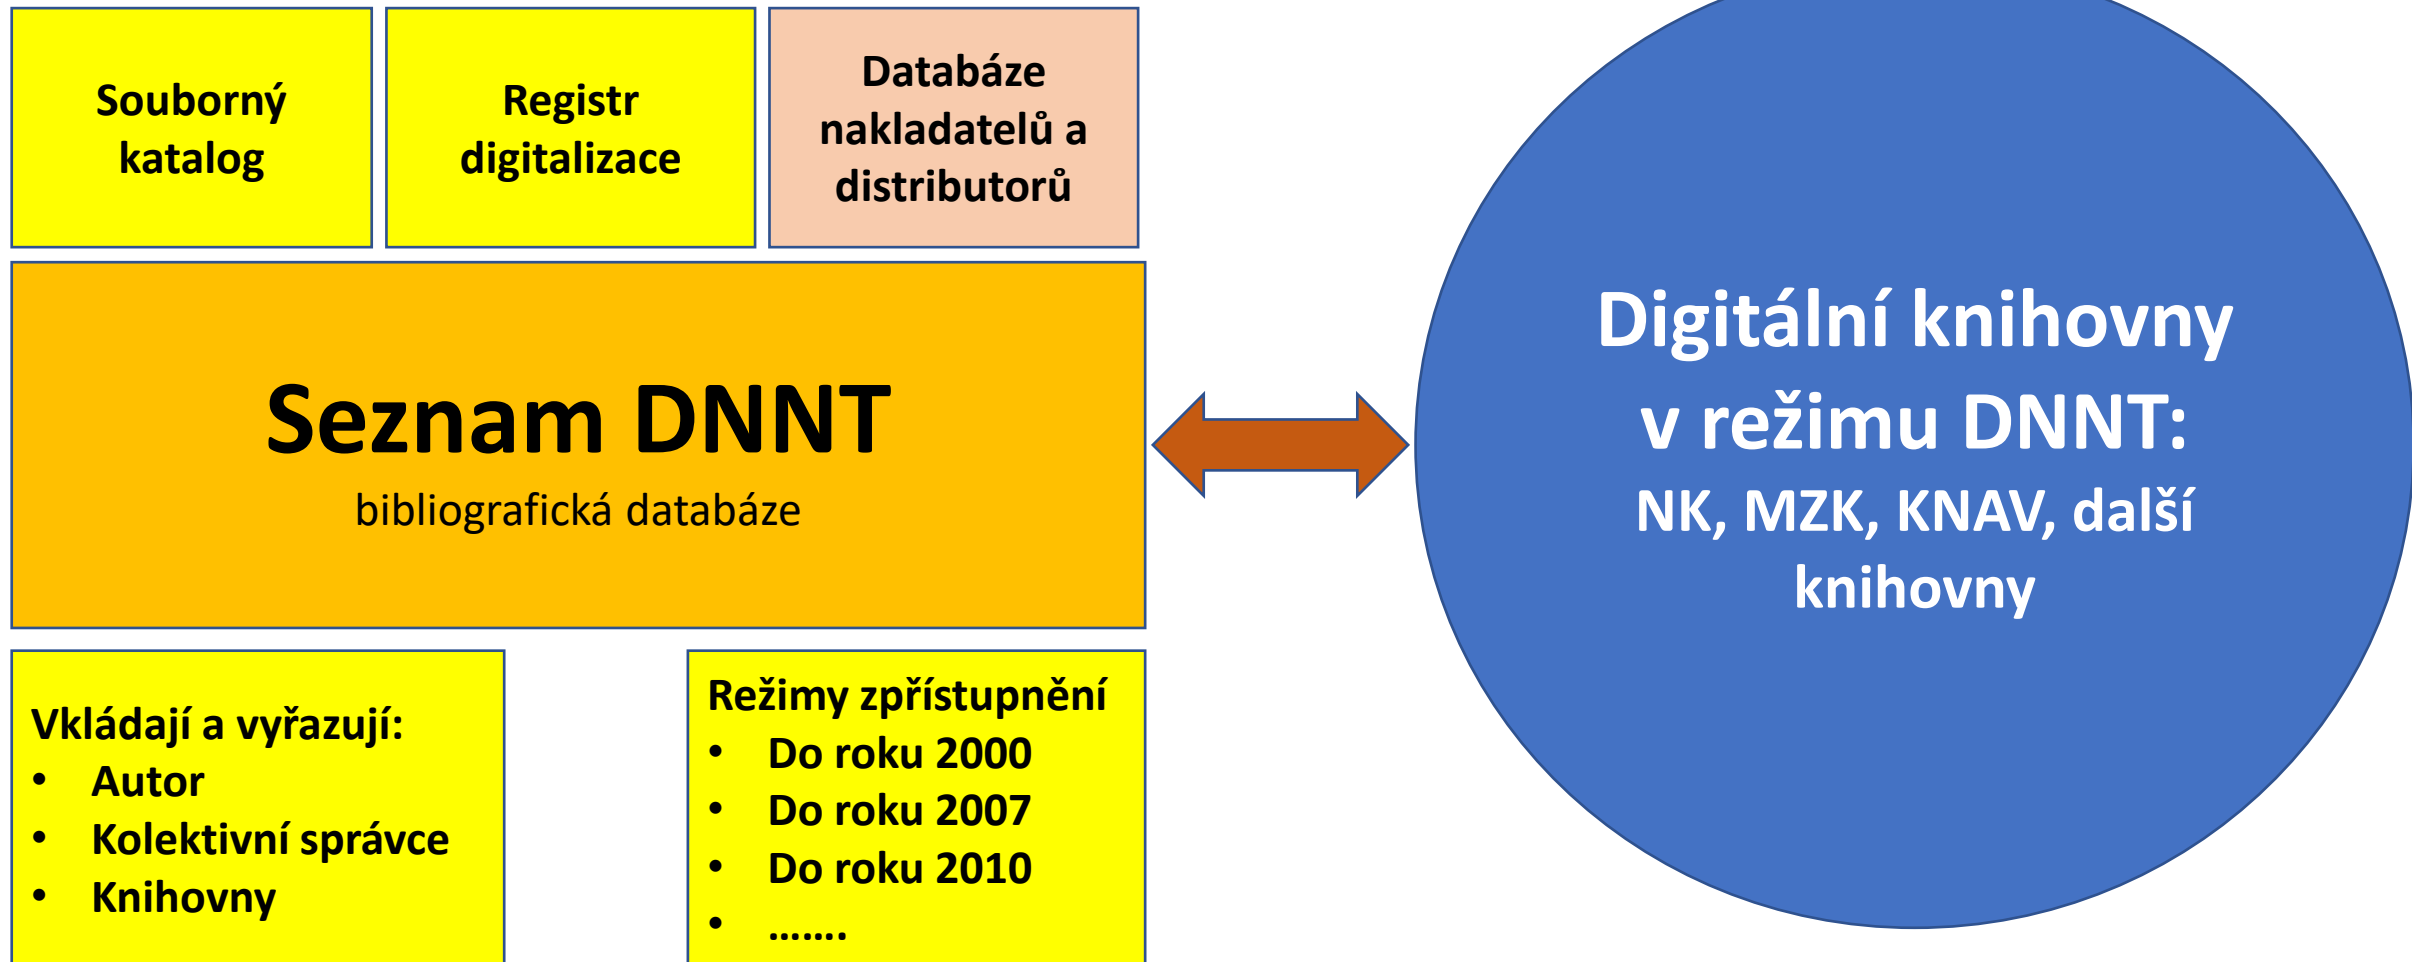 Souborný
katalog
Registr
digitalizace
Databáze
nakladatelů a
distributorů
Seznam DNNT
bibliografická databáze
Vkládají a vyřazují:
• Autor
• Kolektivní správce
• Knihovny
Režimy zpřístupnění
• Do roku 2000
• Do roku 2007
• Do roku 2010
• …….
Digitální knihovny
v režimu DNNT:
NK, MZK, KNAV, další
knihovny